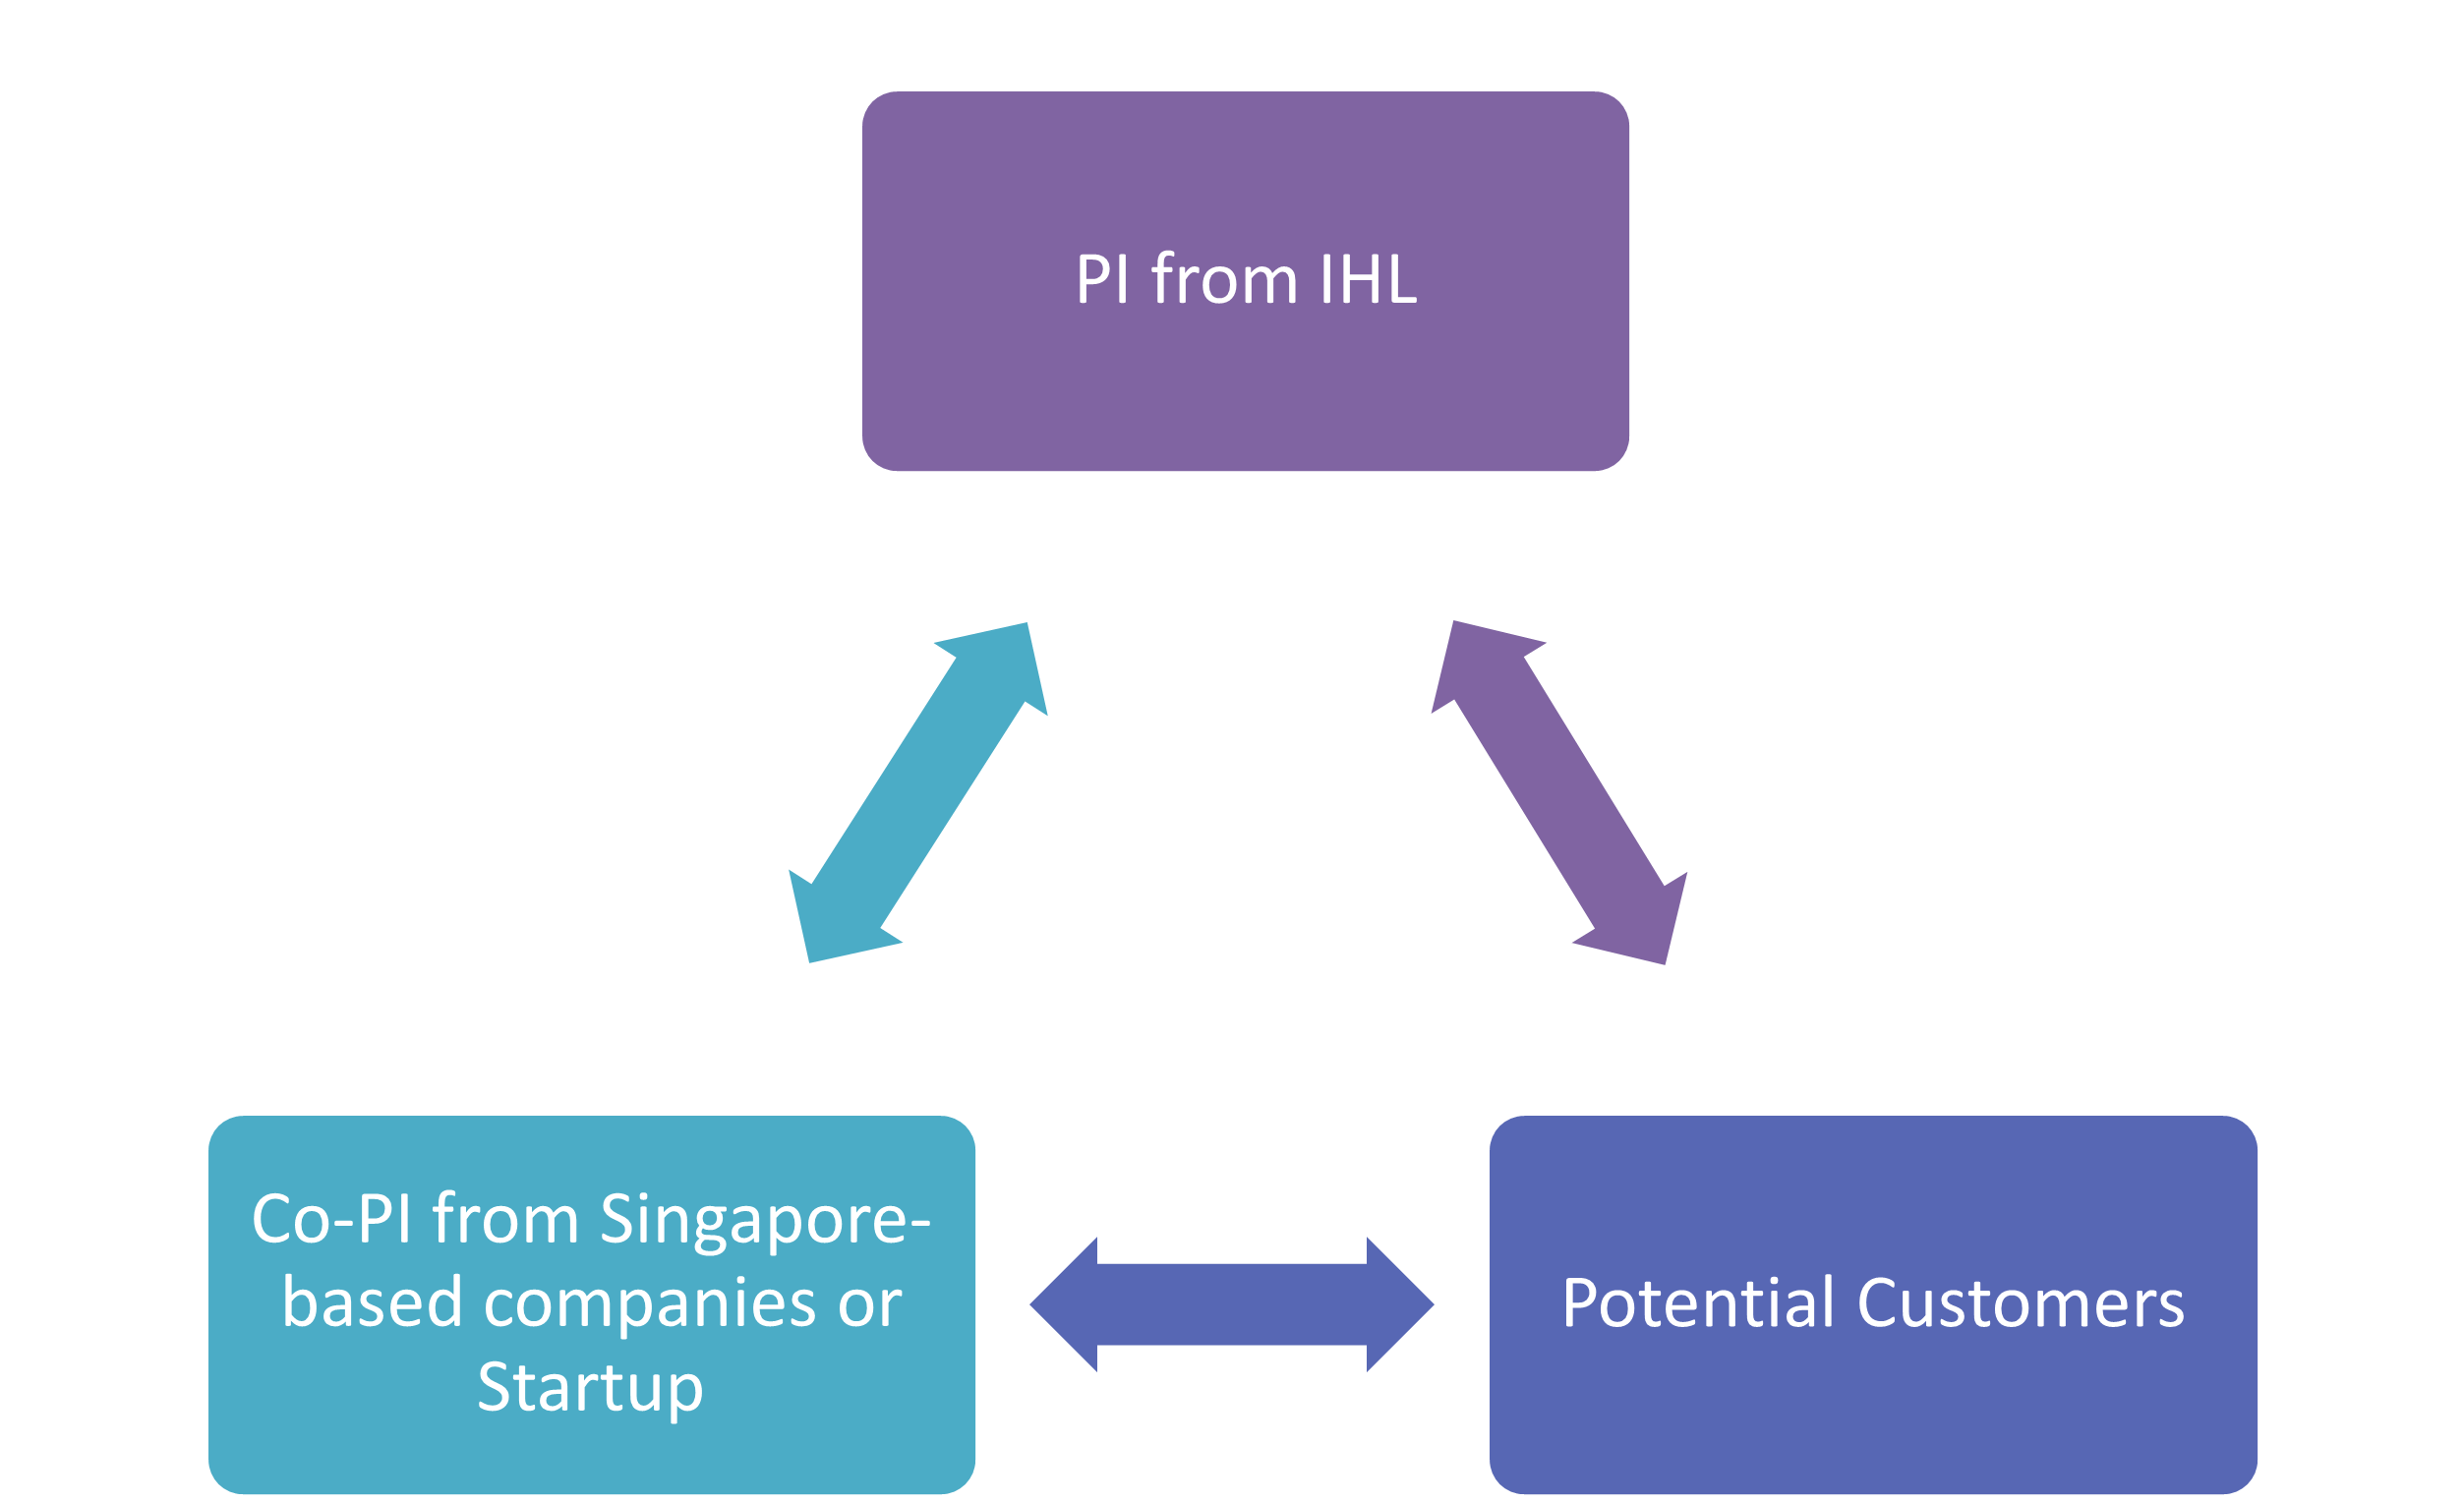 PI from IHL
Co-PI from Singapore-
based companies or
Startup
Potential Customers